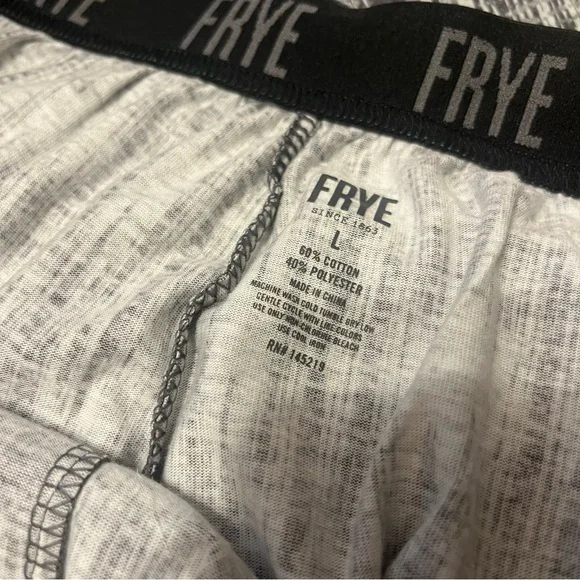 FRYE
FRYE
FRYE
FRYE
SINCE 1863
L
60% COTTON
40% POLYESTER
MADE IN CHINA
MACHINE WASH COLD TUMBLE DRY LOW
GENTLE CYCLE WITH LIKE COLORS
USE ONLY NON-CHLORINE BLEACH
USE COOL IRON
RN# 145219